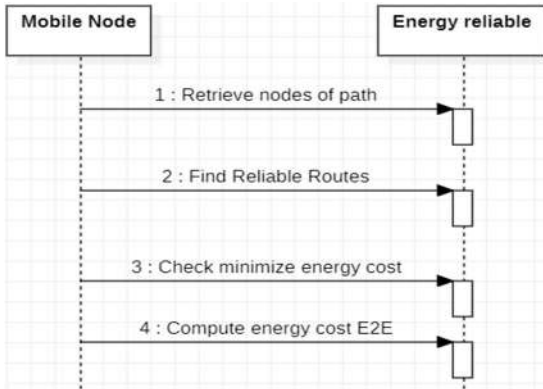 Mobile Node
Energy reliable
1 : Retrieve nodes of path
2 : Find Reliable Routes
3 : Check minimize energy cost
4 : Compute energy cost E2E